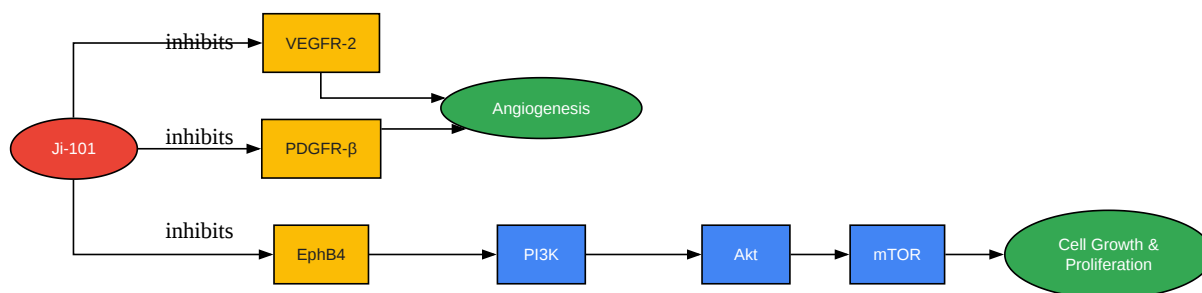 inhibits
VEGFR-2
Angiogenesis
Ji-101
inhibits
PDGFR-β
inhibits
EphB4
PI3K
Akt
mTOR
Cell Growth &
Proliferation